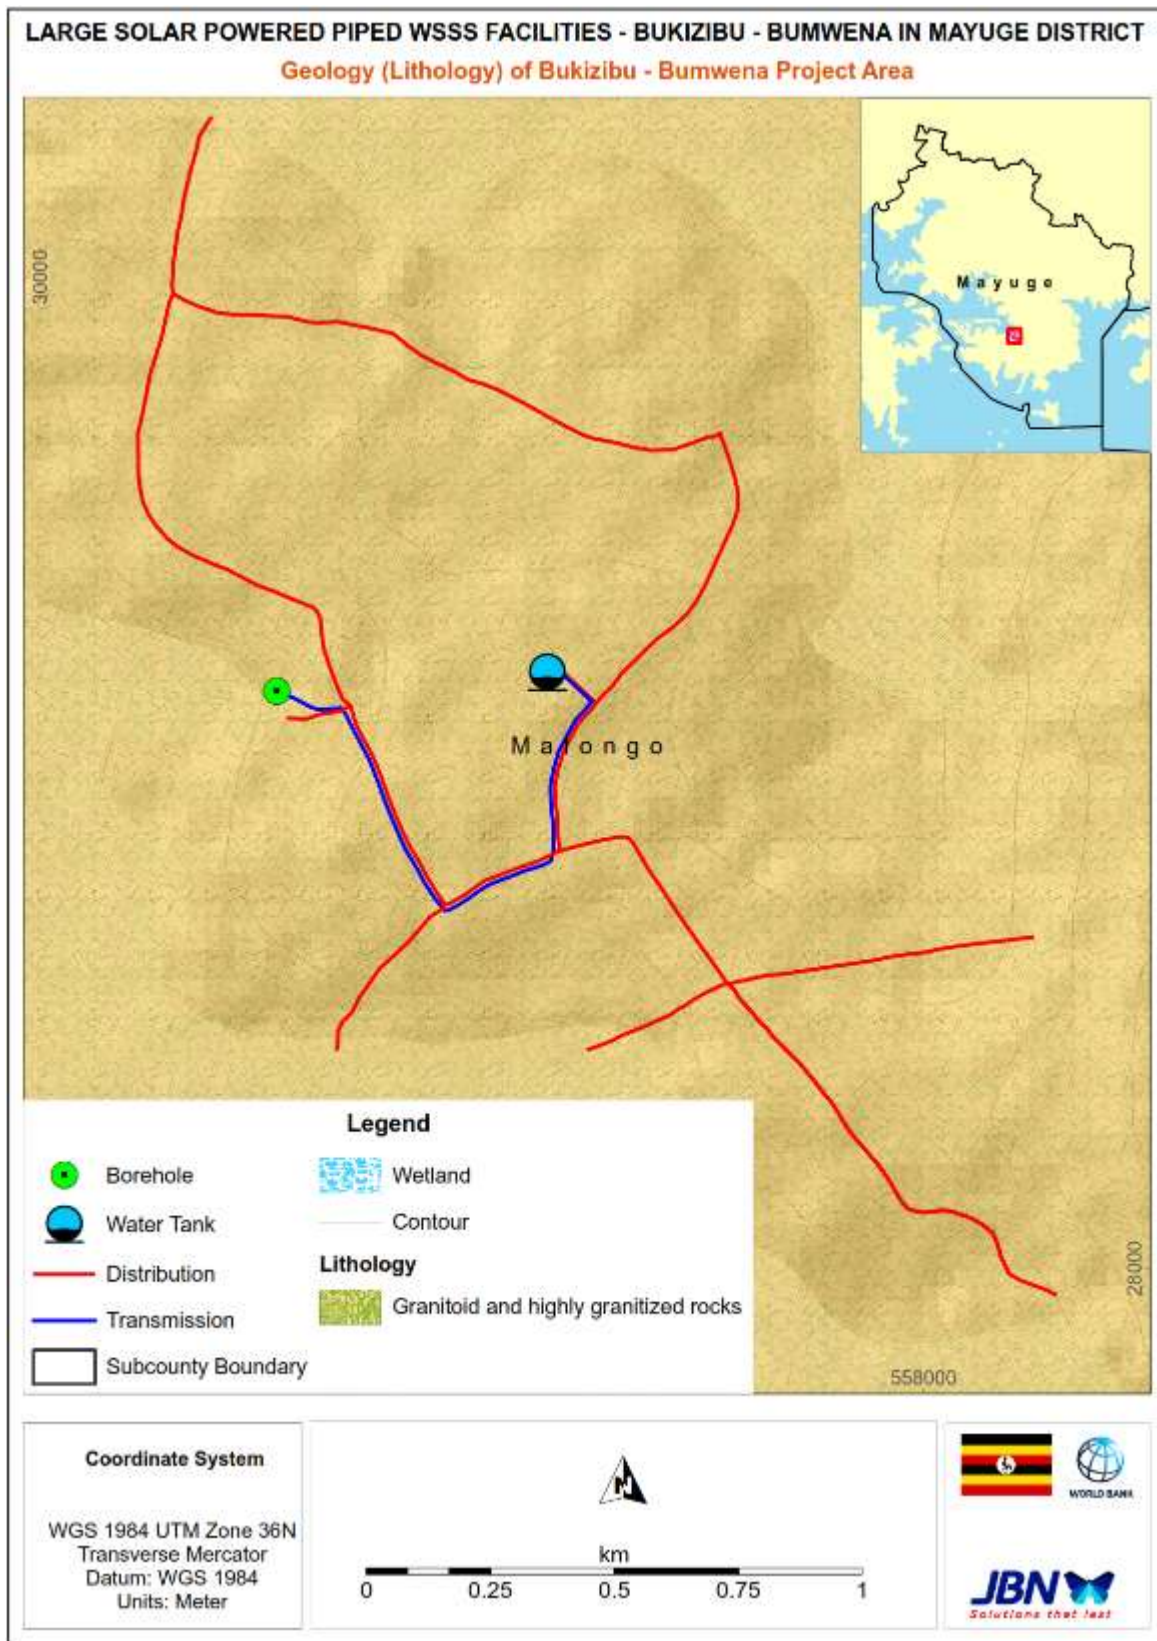 LARGE SOLAR POWERED PIPED WSSS FACILITIES - BUKIZIBU - BUMWENA IN MAYUGE DISTRICT
Geology (Lithology) of Bukizibu - Bumwena Project Area
30000
Mayuge
Malongo
Legend
Borehole
Water Tank
Distribution
Transmission
Subcounty Boundary
Wetland
Contour
Lithology
Granitoid and highly granitized rocks
28000
558000
Coordinate System
WGS 1984 UTM Zone 36N
Transverse Mercator
Datum: WGS 1984
Units: Meter
N
km
0 0.25 0.5 0.75 1
WORLD BANK
JBN
Solutions that last